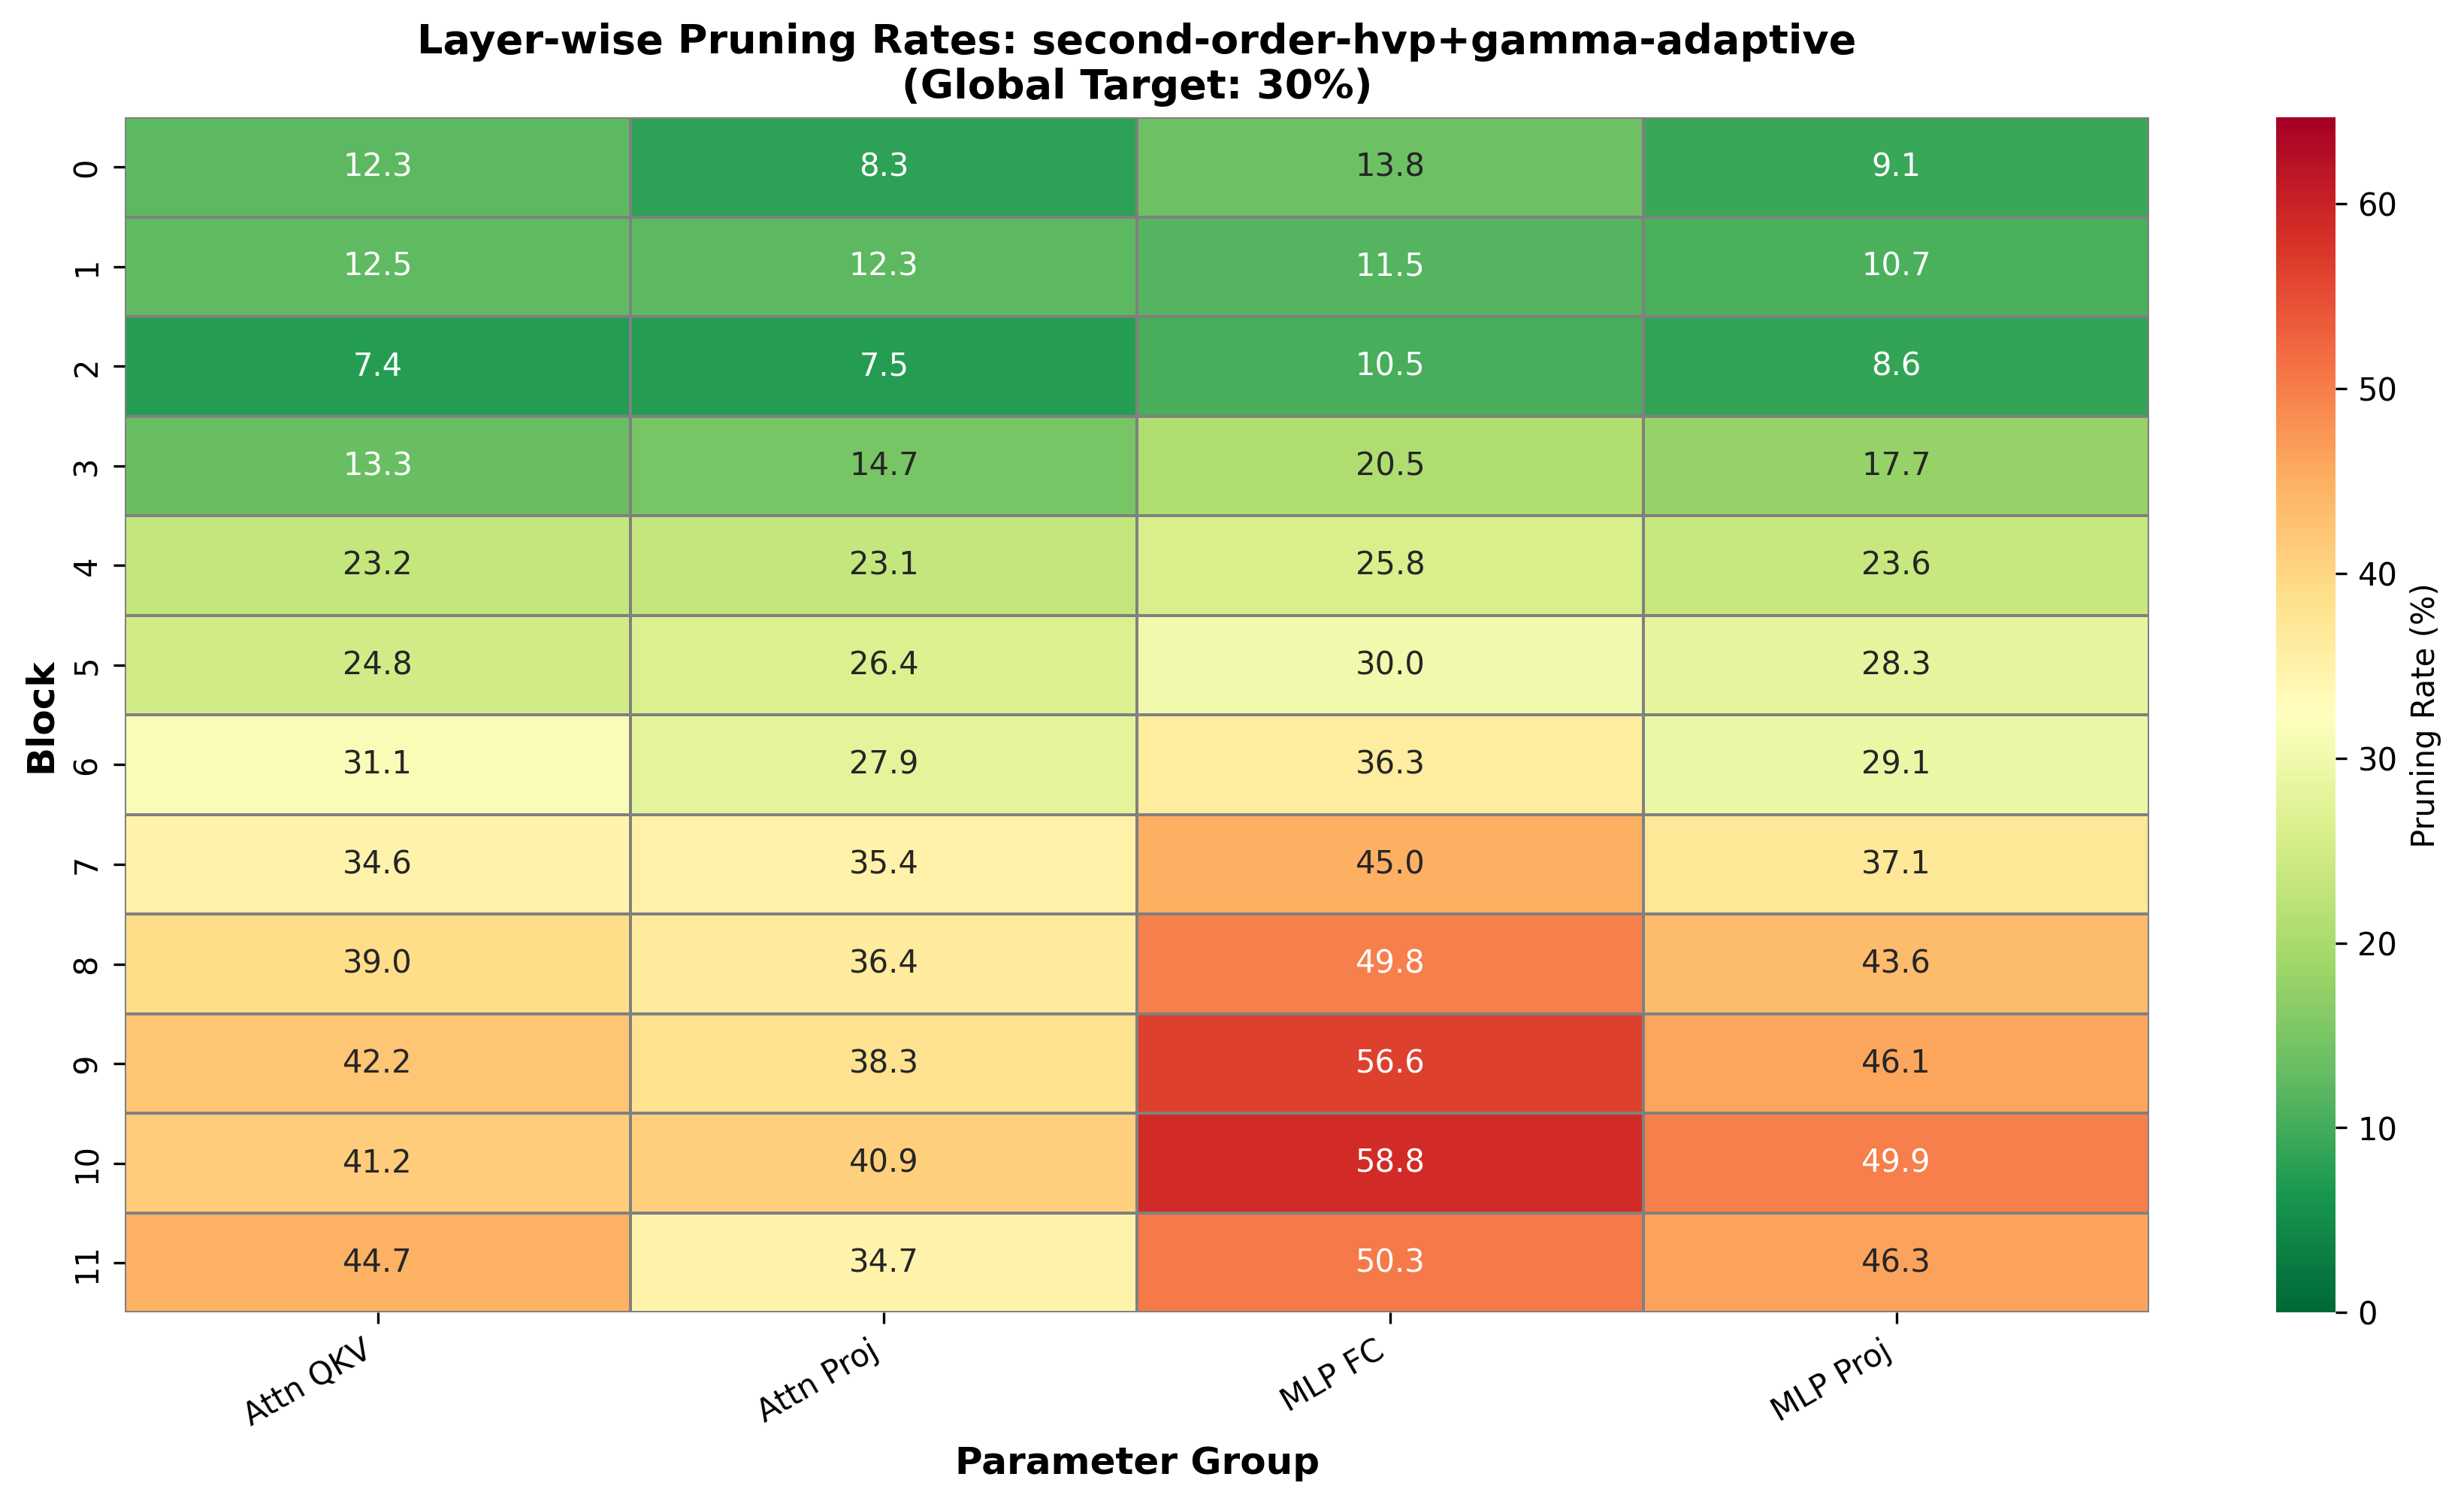 Layer-wise Pruning Rates: second-order-hvp+gamma-adaptive
(Global Target: 30%)
Block
0 12.3 8.3 13.8 9.1
1 12.5 12.3 11.5 10.7
2 7.4 7.5 10.5 8.6
3 13.3 14.7 20.5 17.7
4 23.2 23.1 25.8 23.6
5 24.8 26.4 30.0 28.3
6 31.1 27.9 36.3 29.1
7 34.6 35.4 45.0 37.1
8 39.0 36.4 49.8 43.6
9 42.2 38.3 56.6 46.1
10 41.2 40.9 58.8 49.9
11 44.7 34.7 50.3 46.3
Attn QKV Attn Proj MLP FC MLP Proj
Parameter Group
60
50
40
30
20
10
0
Pruning Rate (%)